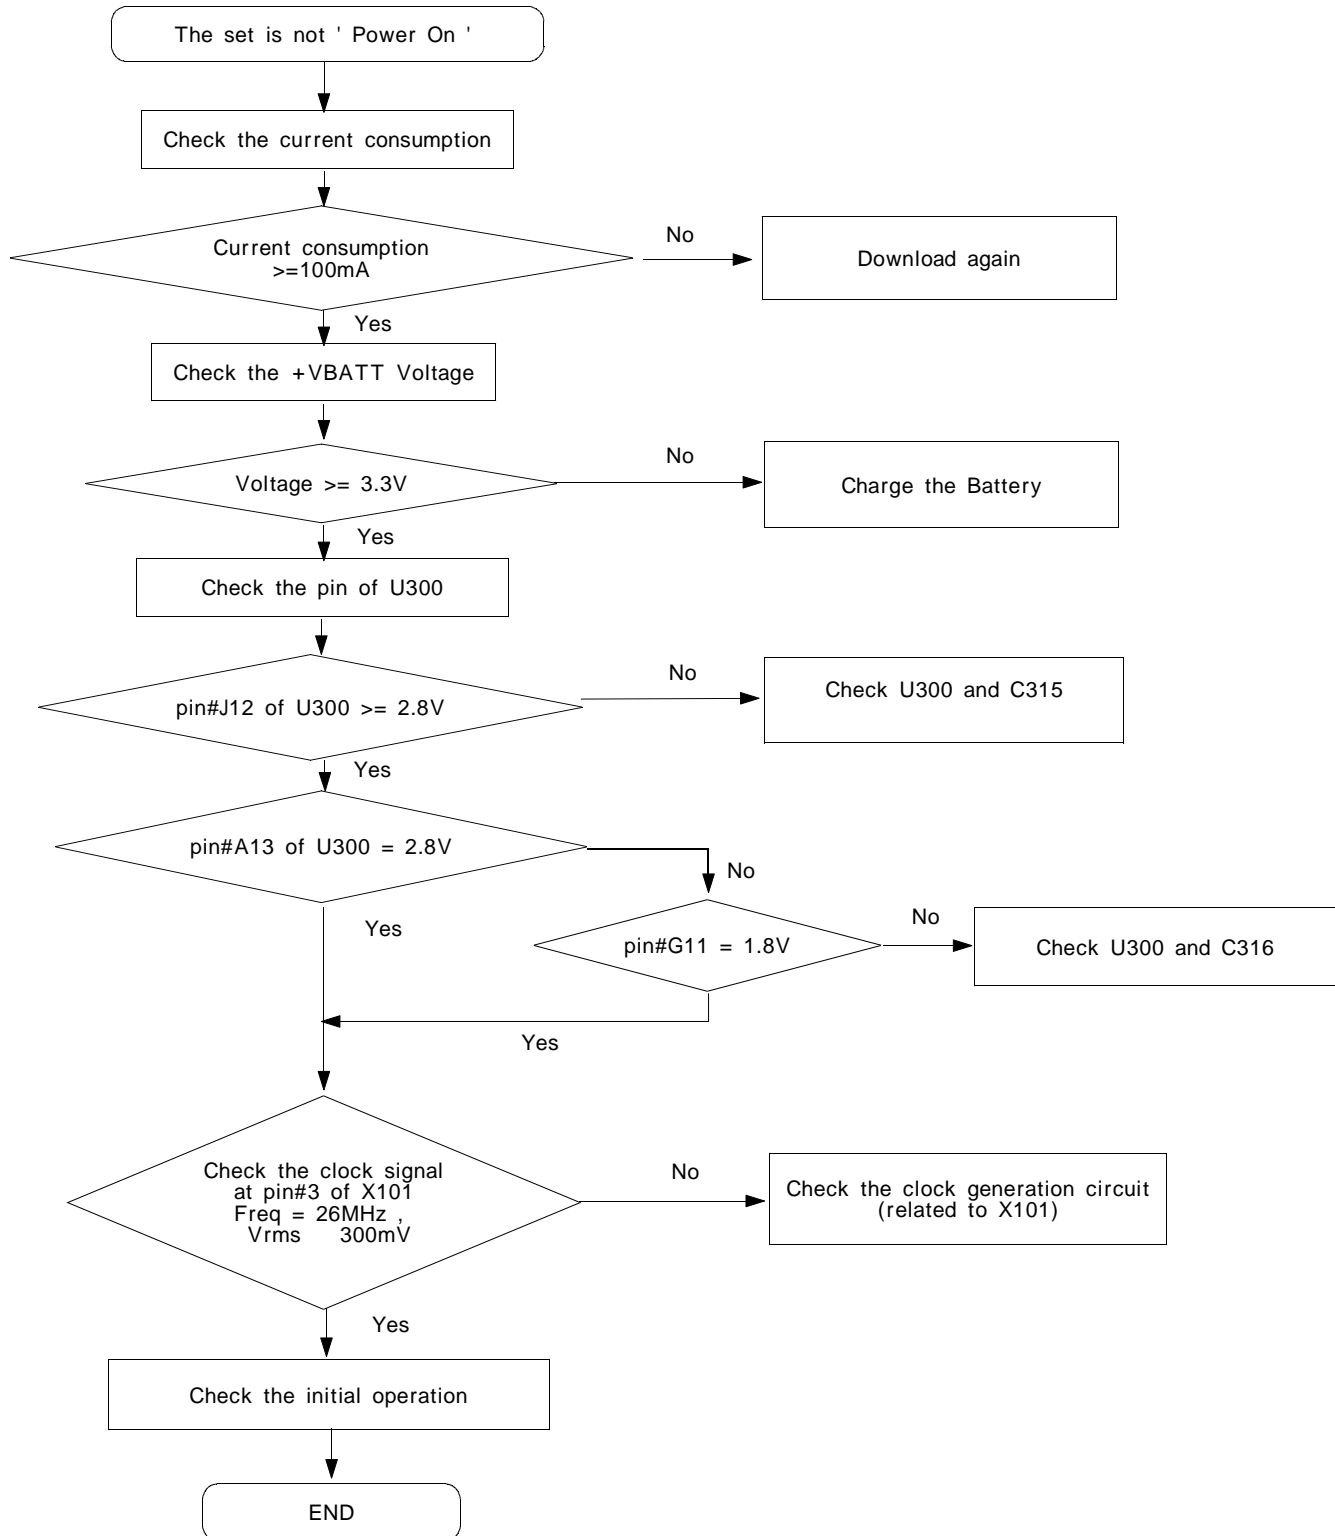 The set is not ' Power On '
Check the current consumption
Current consumption
>=100mA
No
Download again
Yes
Check the +VBATT Voltage
Voltage >= 3.3V
No
Charge the Battery
Yes
Check the pin of U300
pin#J12 of U300 >= 2.8V
No
Check U300 and C315
Yes
pin#A13 of U300 = 2.8V
No
Yes
pin#G11 = 1.8V
No
Check U300 and C316
Yes
Check the clock signal
at pin#3 of X101
Freq = 26MHz ,
Vrms 300mV
No
Check the clock generation circuit
(related to X101)
Yes
Check the initial operation
END